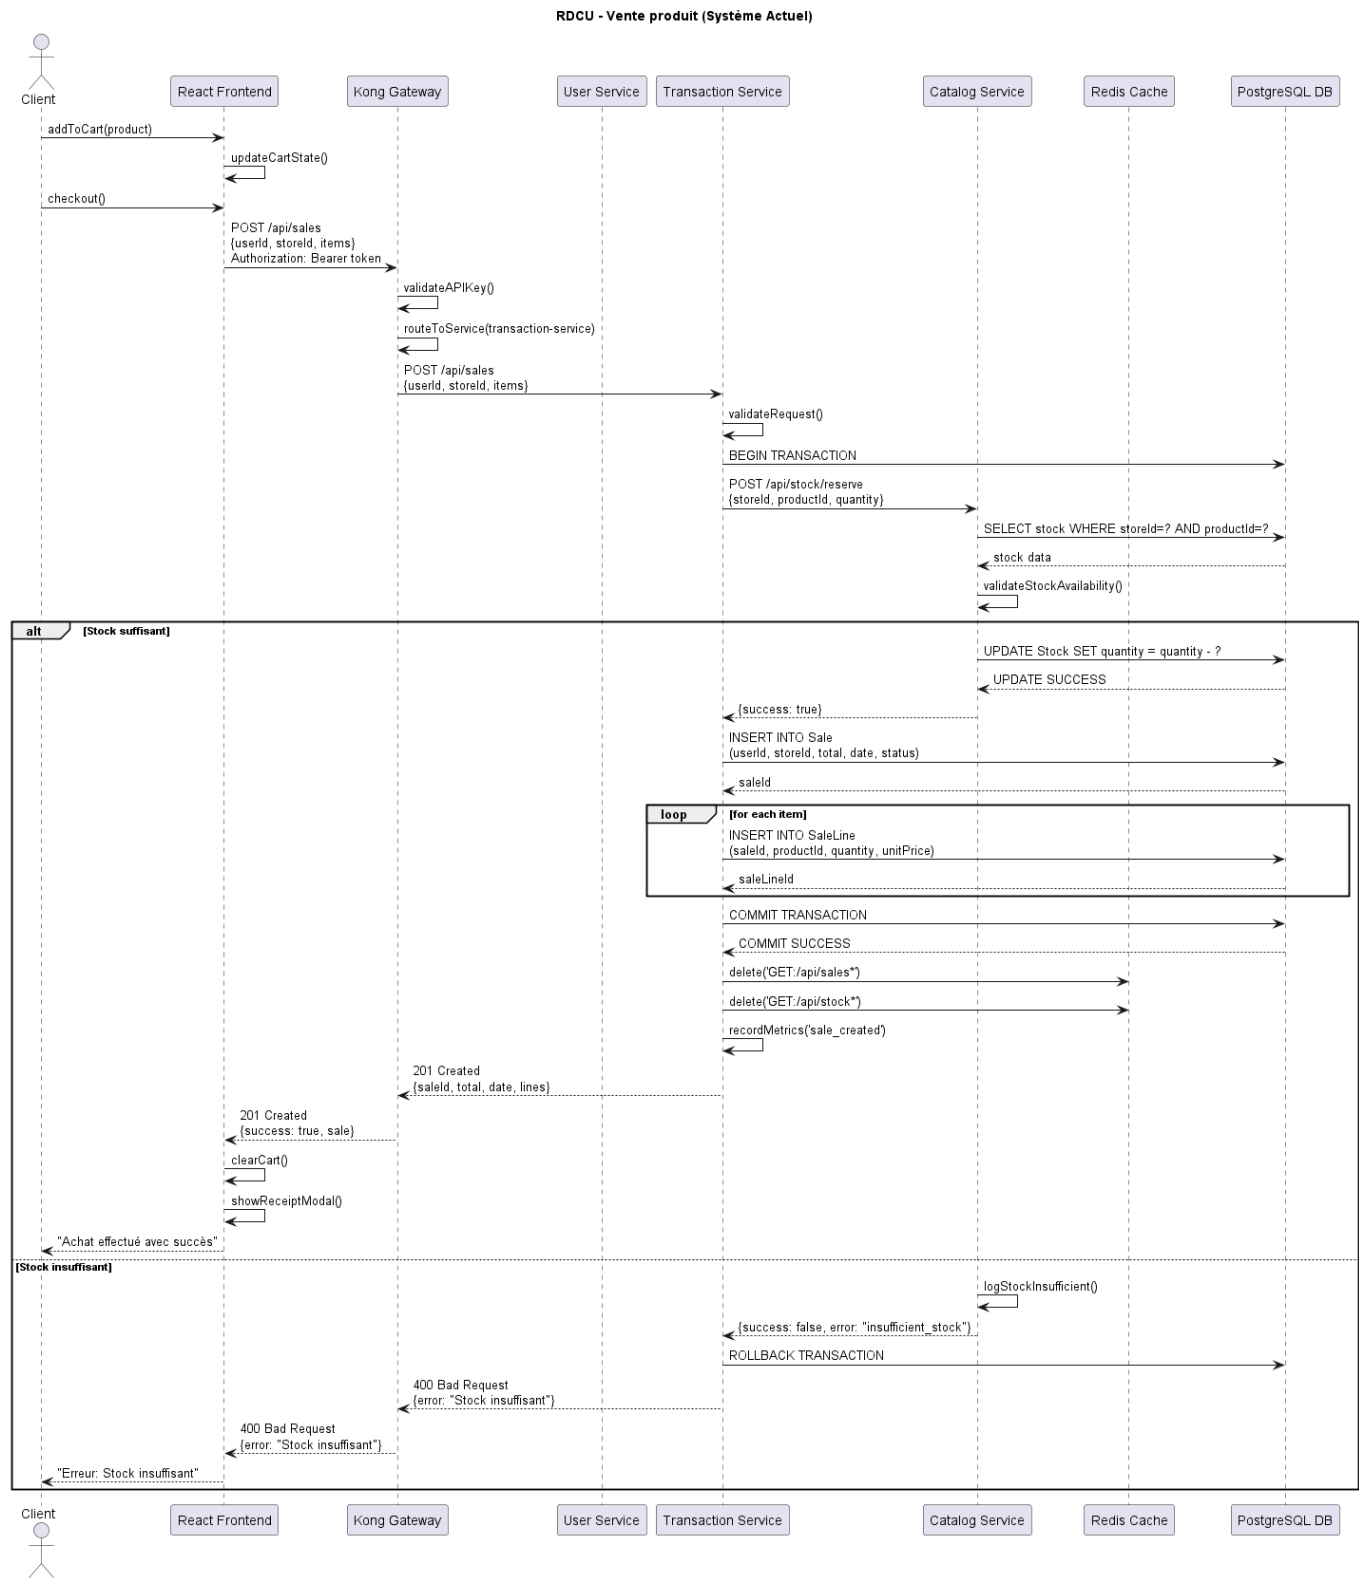 RDCU - Vente produit (Système Actuel)
Client
React Frontend
Kong Gateway
User Service
Transaction Service
Catalog Service
Redis Cache
PostgreSQL DB
addToCart(product)
updateCartState()
checkout()
POST /api/sales
{userId, storeId, items}
Authorization: Bearer token
validateAPIKey()
routeToService(transaction-service)
POST /api/sales
{userId, storeId, items}
validateRequest()
BEGIN TRANSACTION
POST /api/stock/reserve
{storeId, productId, quantity}
SELECT stock WHERE storeId=? AND productId=?
stock data
validateStockAvailability()
alt
[Stock suffisant]
UPDATE Stock SET quantity = quantity - ?
UPDATE SUCCESS
{success: true}
INSERT INTO Sale
(userId, storeId, total, date, status)
saleId
loop
[for each item]
INSERT INTO SaleLine
(saleId, productId, quantity, unitPrice)
saleLineId
COMMIT TRANSACTION
COMMIT SUCCESS
delete('GET:/api/sales*')
delete('GET:/api/stock*')
recordMetrics('sale_created')
201 Created
{saleId, total, date, lines}
201 Created
{success: true, sale}
clearCart()
showReceiptModal()
"Achat effectué avec succès"
[Stock insuffisant]
logStockInsufficient()
{success: false, error: "insufficient_stock"}
ROLLBACK TRANSACTION
400 Bad Request
{error: "Stock insuffisant"}
400 Bad Request
{error: "Stock insuffisant"}
"Erreur: Stock insuffisant"
Client
React Frontend
Kong Gateway
User Service
Transaction Service
Catalog Service
Redis Cache
PostgreSQL DB